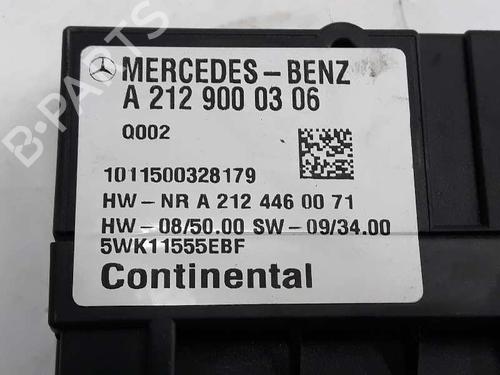 MERCEDES-BENZ
A 212 900 03 06
Q002
1011500328179
HW-NR A 212 446 00 71
HW-08/50.00 SW-09/34.00
5WK11555EBF
Continental
B-PARTS